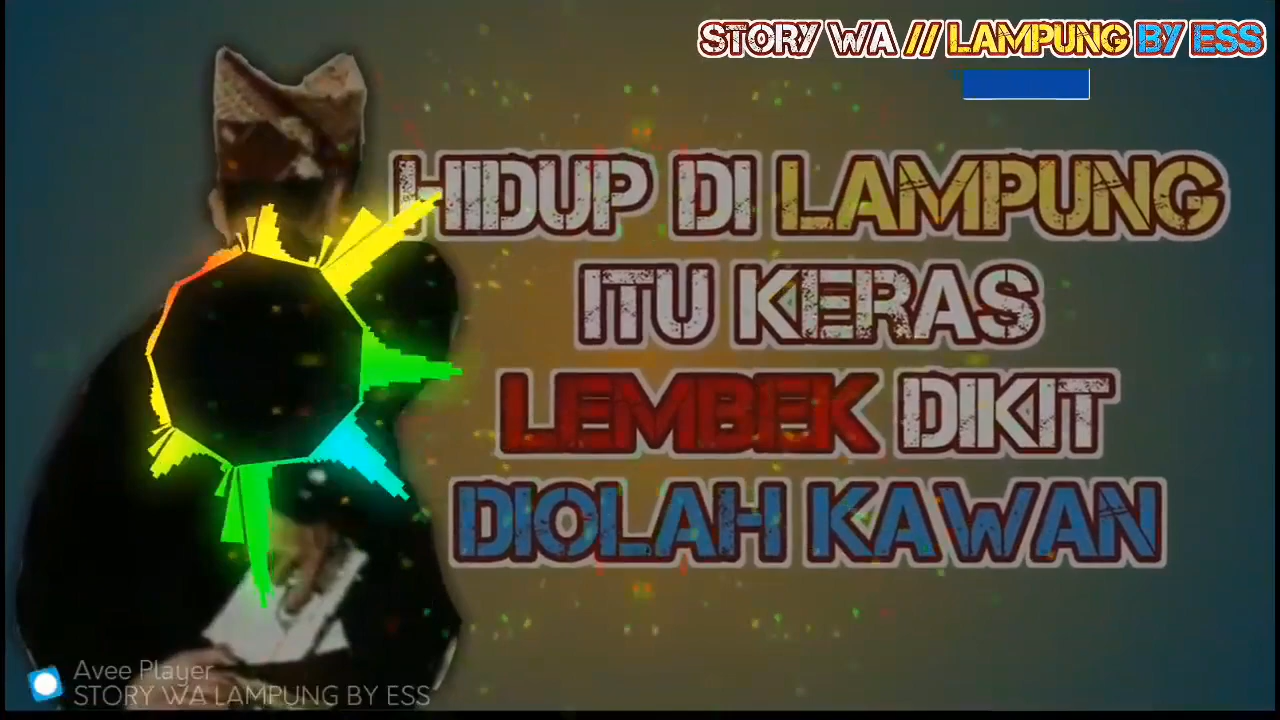 STORY WA // LAMPUNG BY ESS
HIDUP DI LAMPUNG
ITU KERAS
LEMBEK DIKIT
DIOLAH KAWAN
Avee Player
STORY WA LAMPUNG BY ESS